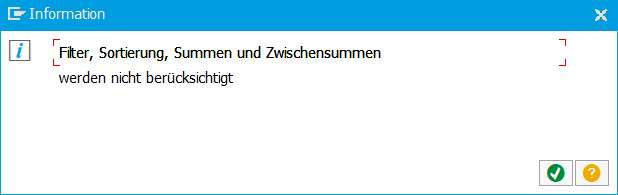 Information
Filter, Sortierung, Summen und Zwischensummen
werden nicht berücksichtigt